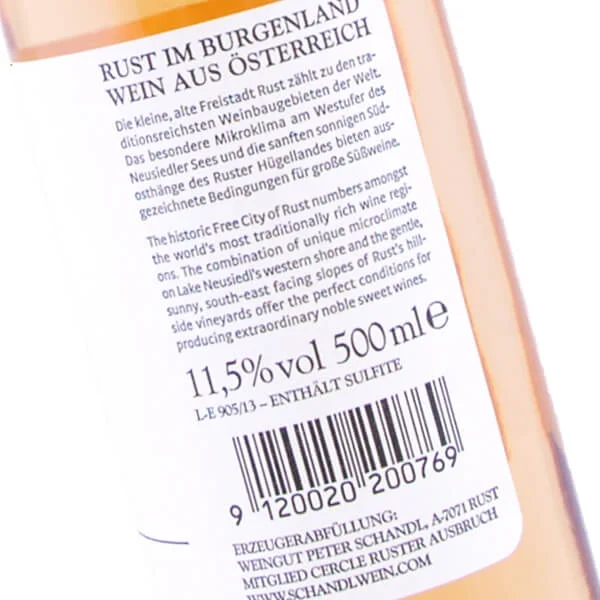 RUST IM BURGENLAND
WEIN AUS ÖSTERREICH
Die kleine, alte Freistadt Rust zählt zu den tra-
ditionsreichsten Weinbaugebieten der Welt.
Das besondere Mikroklima am Westufer des
Neusiedler Sees und die sanften sonnigen Süd-
osthänge des Ruster Hügellandes bieten aus-
gezeichnete Bedingungen für große Süßweine.
The historic Free City of Rust numbers amongst
the world's most traditionally rich wine regi-
ons. The combination of unique microclimate
on Lake Neusiedl's western shore and the gentle,
sunny, south-east facing slopes of Rust's hill-
side vineyards offer the perfect conditions for
producing extraordinary noble sweet wines.
11,5%vol 500 ml e
L-E 905/13 – ENTHÄLT SULFITE
9 120020 200769
ERZEUGERABFÜLLUNG:
WEINGUT PETER SCHANDL, A-7071 RUST
MITGLIED CERCLE RUSTER AUSBRUCH
WWW.SCHANDLWEIN.COM